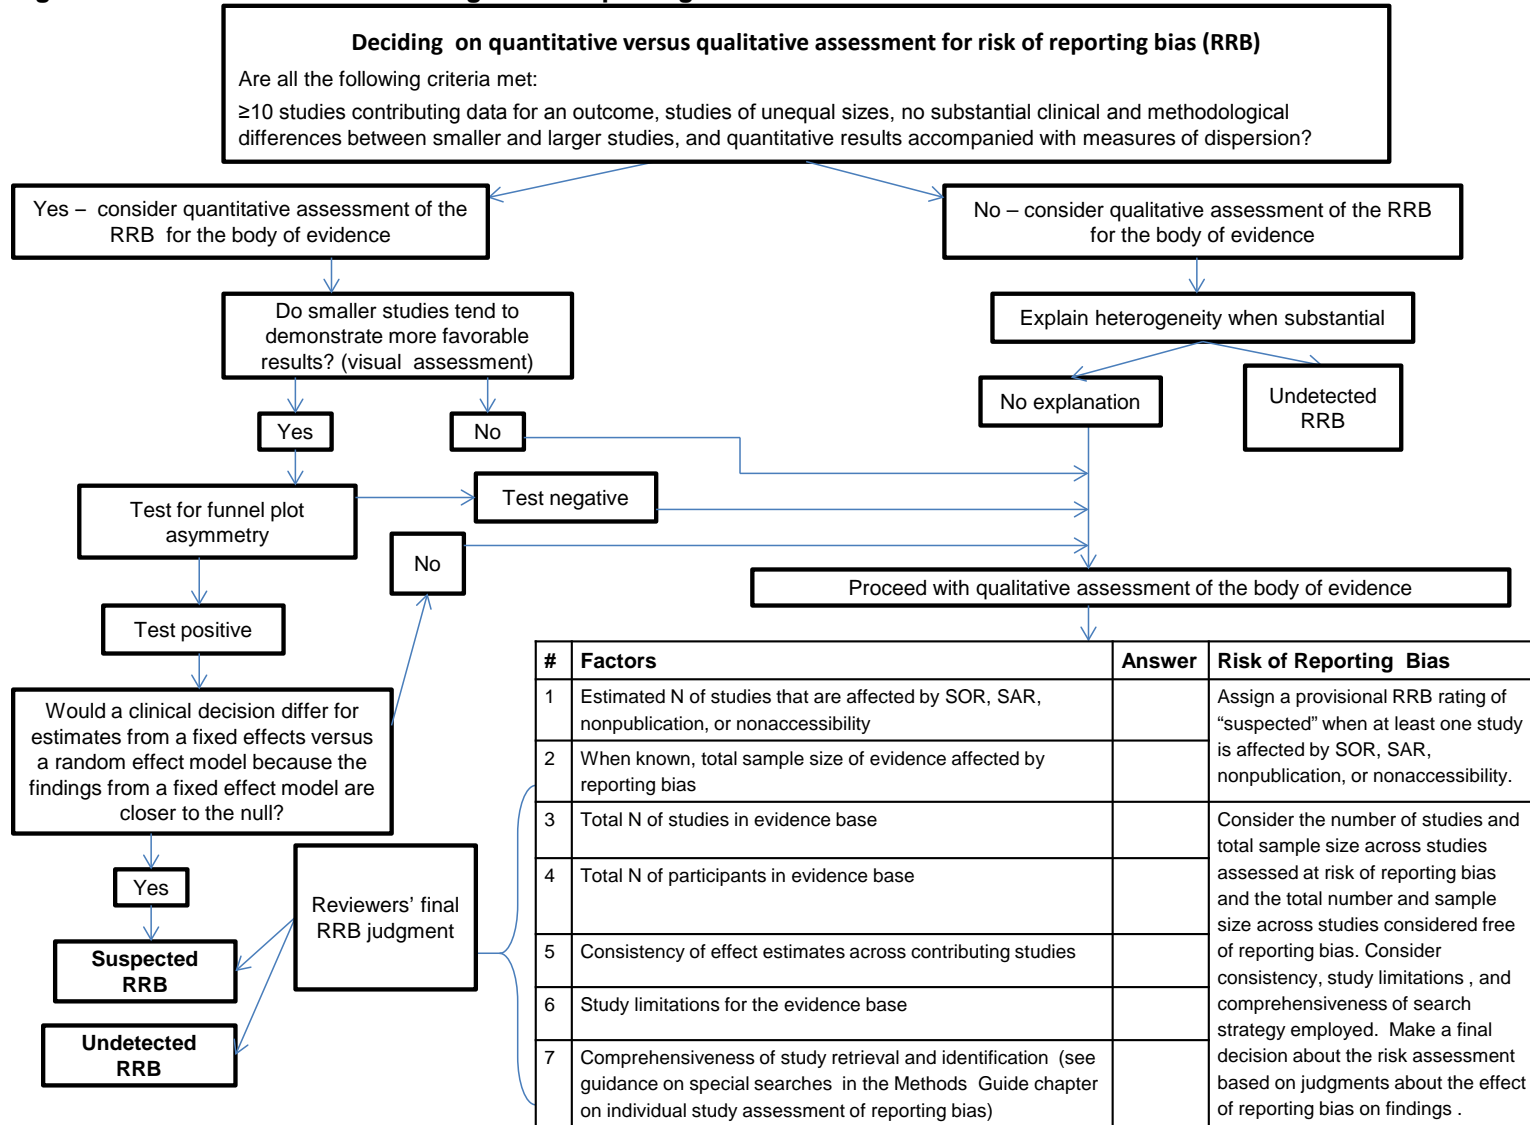 Deciding on quantitative versus qualitative assessment for risk of reporting bias (RRB)
Are all the following criteria met:
≥10 studies contributing data for an outcome, studies of unequal sizes, no substantial clinical and methodological
differences between smaller and larger studies, and quantitative results accompanied with measures of dispersion?
Yes – consider quantitative assessment of the
RRB for the body of evidence
No – consider qualitative assessment of the RRB
for the body of evidence
Do smaller studies tend to
demonstrate more favorable
results? (visual assessment)
Explain heterogeneity when substantial
Yes
No
No explanation
Undetected
RRB
Test for funnel plot
asymmetry
Test negative
No
Proceed with qualitative assessment of the body of evidence
Test positive
Would a clinical decision differ for
estimates from a fixed effects versus
a random effect model because the
findings from a fixed effect model are
closer to the null?
Yes
Suspected
RRB
Undetected
RRB
Reviewers’ final
RRB judgment
# Factors Answer Risk of Reporting Bias
1 Estimated N of studies that are affected by SOR, SAR,
nonpublication, or nonaccessibility
2 When known, total sample size of evidence affected by
reporting bias
Assign a provisional RRB rating of
“suspected” when at least one study
is affected by SOR, SAR,
nonpublication, or nonaccessibility.
3 Total N of studies in evidence base
4 Total N of participants in evidence base
5 Consistency of effect estimates across contributing studies
6 Study limitations for the evidence base
7 Comprehensiveness of study retrieval and identification (see
guidance on special searches in the Methods Guide chapter
on individual study assessment of reporting bias)
Consider the number of studies and
total sample size across studies
assessed at risk of reporting bias
and the total number and sample
size across studies considered free
of reporting bias. Consider
consistency, study limitations , and
comprehensiveness of search
strategy employed. Make a final
decision about the risk assessment
based on judgments about the effect
of reporting bias on findings .